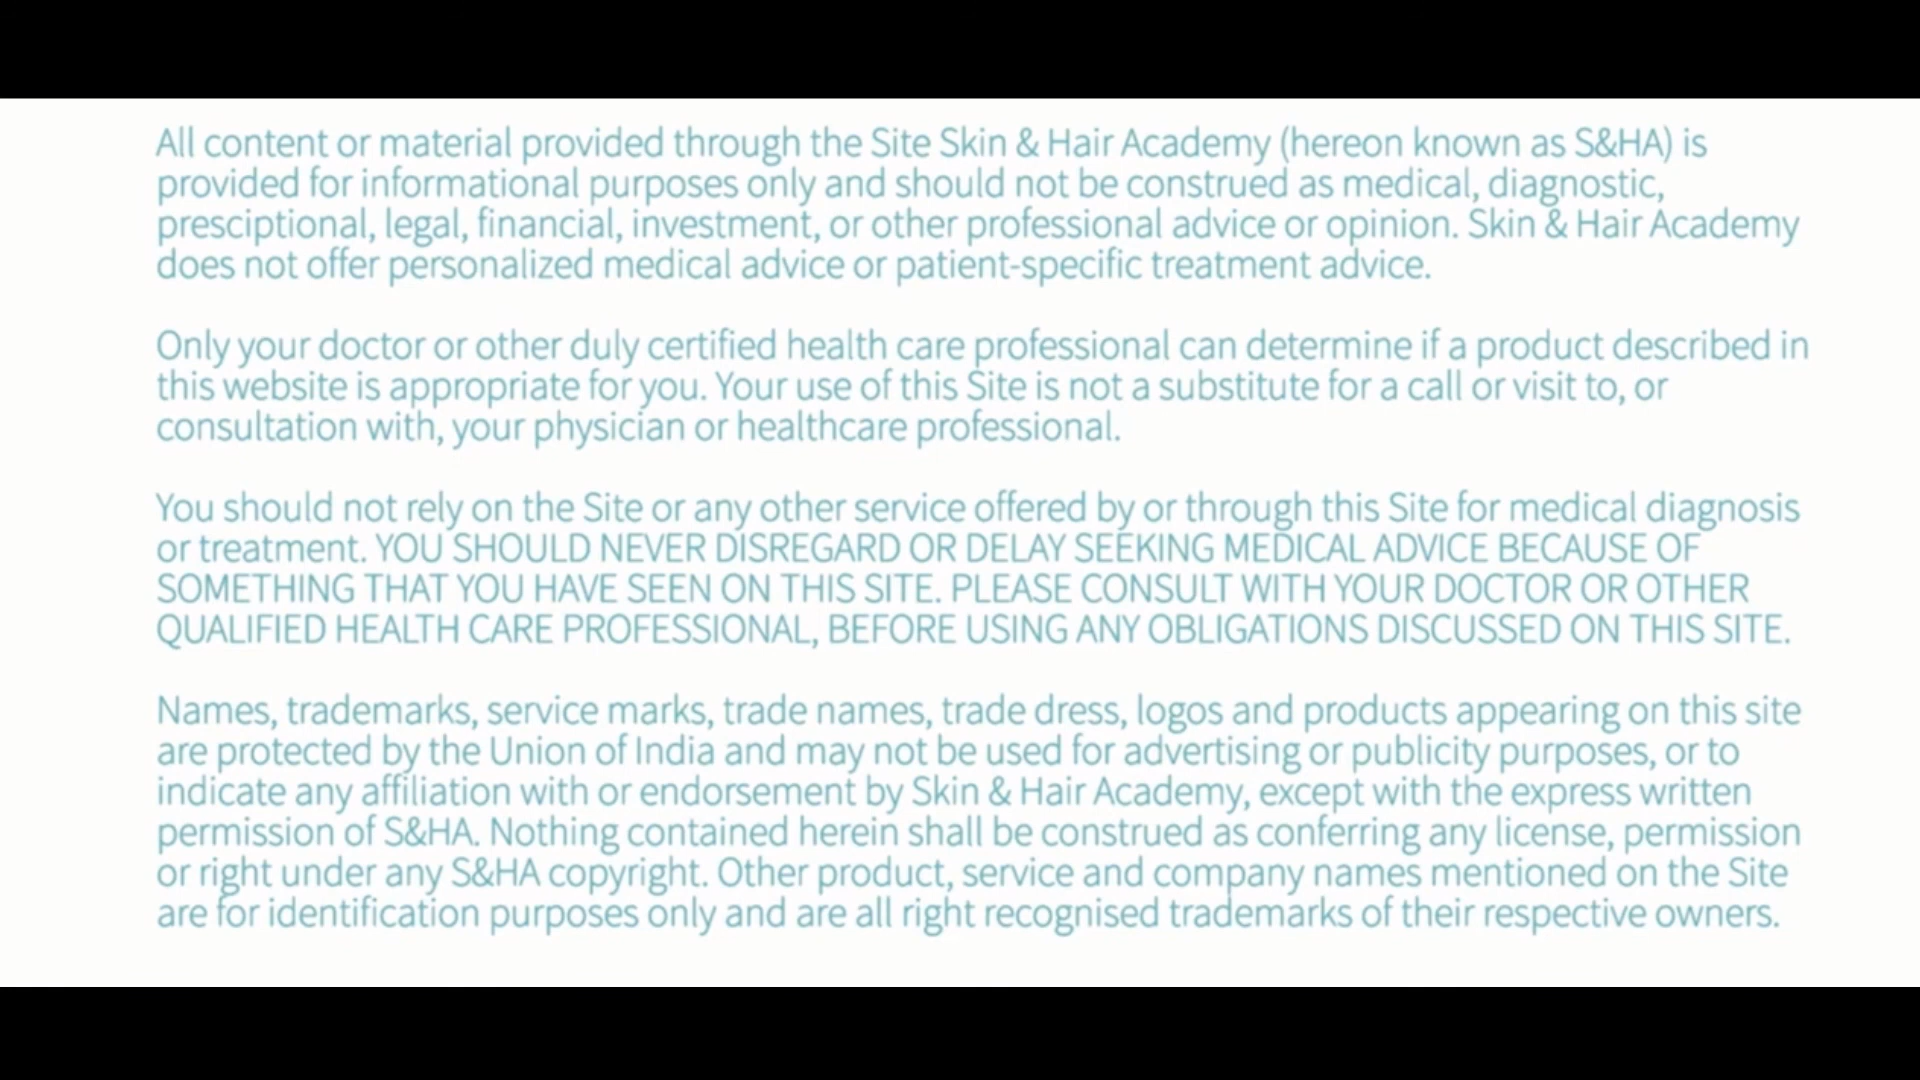 All content or material provided through the Site Skin & Hair Academy (hereon known as S&HA) is
provided for informational purposes only and should not be construed as medical, diagnostic,
presciptional, legal, financial, investment, or other professional advice or opinion. Skin & Hair Academy
does not offer personalized medical advice or patient-specific treatment advice.
Only your doctor or other duly certified health care professional can determine if a product described in
this website is appropriate for you. Your use of this Site is not a substitute for a call or visit to, or
consultation with, your physician or healthcare professional.
You should not rely on the Site or any other service offered by or through this Site for medical diagnosis
or treatment. YOU SHOULD NEVER DISREGARD OR DELAY SEEKING MEDICAL ADVICE BECAUSE OF
SOMETHING THAT YOU HAVE SEEN ON THIS SITE. PLEASE CONSULT WITH YOUR DOCTOR OR OTHER
QUALIFIED HEALTH CARE PROFESSIONAL, BEFORE USING ANY OBLIGATIONS DISCUSSED ON THIS SITE.
Names, trademarks, service marks, trade names, trade dress, logos and products appearing on this site
are protected by the Union of India and may not be used for advertising or publicity purposes, or to
indicate any affiliation with or endorsement by Skin & Hair Academy, except with the express written
permission of S&HA. Nothing contained herein shall be construed as conferring any license, permission
or right under any S&HA copyright. Other product, service and company names mentioned on the Site
are for identification purposes only and are all right recognised trademarks of their respective owners.